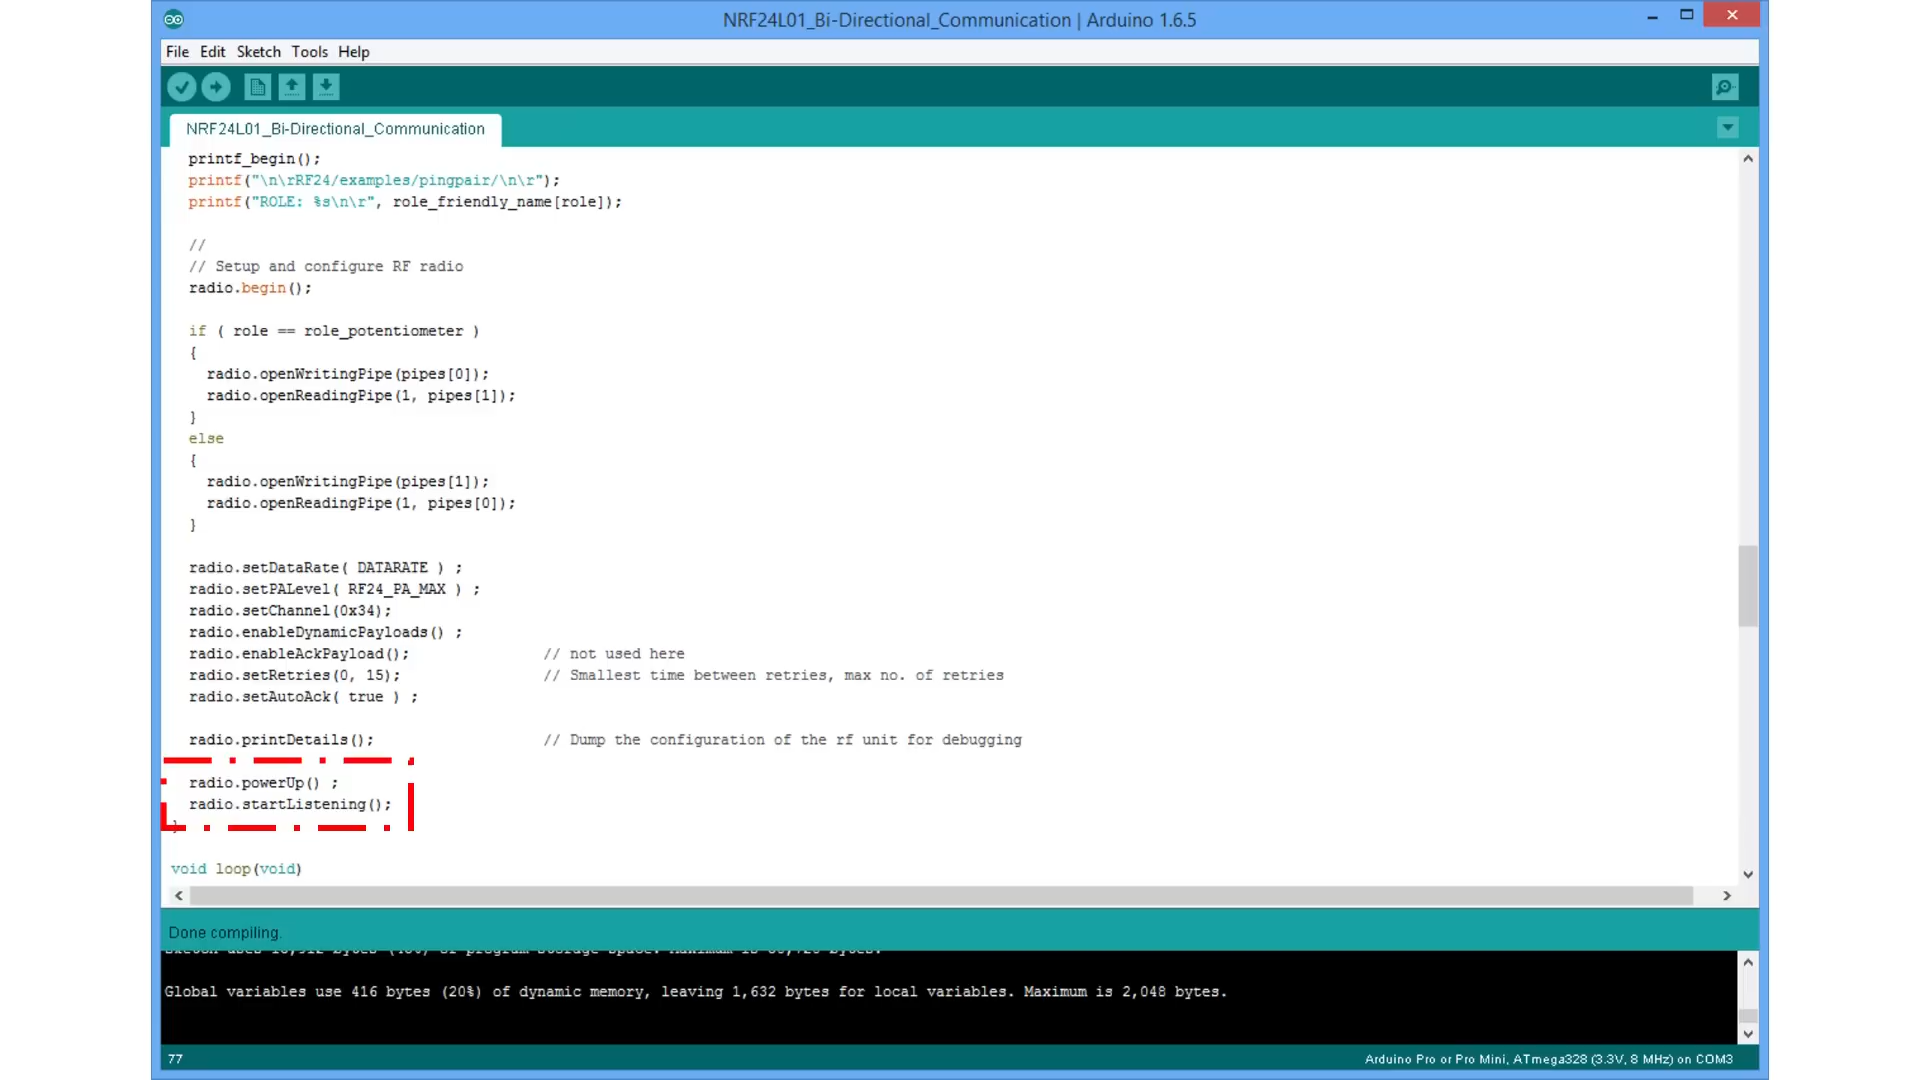 NRF24L01_Bi-Directional_Communication | Arduino 1.6.5
File Edit Sketch Tools Help
NRF24L01_Bi-Directional_Communication
printf_begin();
printf("\n\rRF24/examples/pingpair/\n\r");
printf("ROLE: %s\n\r", role_friendly_name[role]);
//
// Setup and configure RF radio
radio.begin();
if ( role == role_potentiometer )
{
radio.openWritingPipe(pipes[0]);
radio.openReadingPipe(1, pipes[1]);
}
else
{
radio.openWritingPipe(pipes[1]);
radio.openReadingPipe(1, pipes[0]);
}
radio.setDataRate( DATARATE ) ;
radio.setPALevel( RF24_PA_MAX ) ;
radio.setChannel(0x34);
radio.enableDynamicPayloads() ;
radio.enableAckPayload(); // not used here
radio.setRetries(0, 15); // Smallest time between retries, max no. of retries
radio.setAutoAck( true ) ;
radio.printDetails(); // Dump the configuration of the rf unit for debugging
radio.powerUp() ;
radio.startListening();
}
void loop(void)
Done compiling.
Global variables use 416 bytes (20%) of dynamic memory, leaving 1,632 bytes for local variables. Maximum is 2,048 bytes.
77
Arduino Pro or Pro Mini, ATmega328 (3.3V, 8 MHz) on COM3